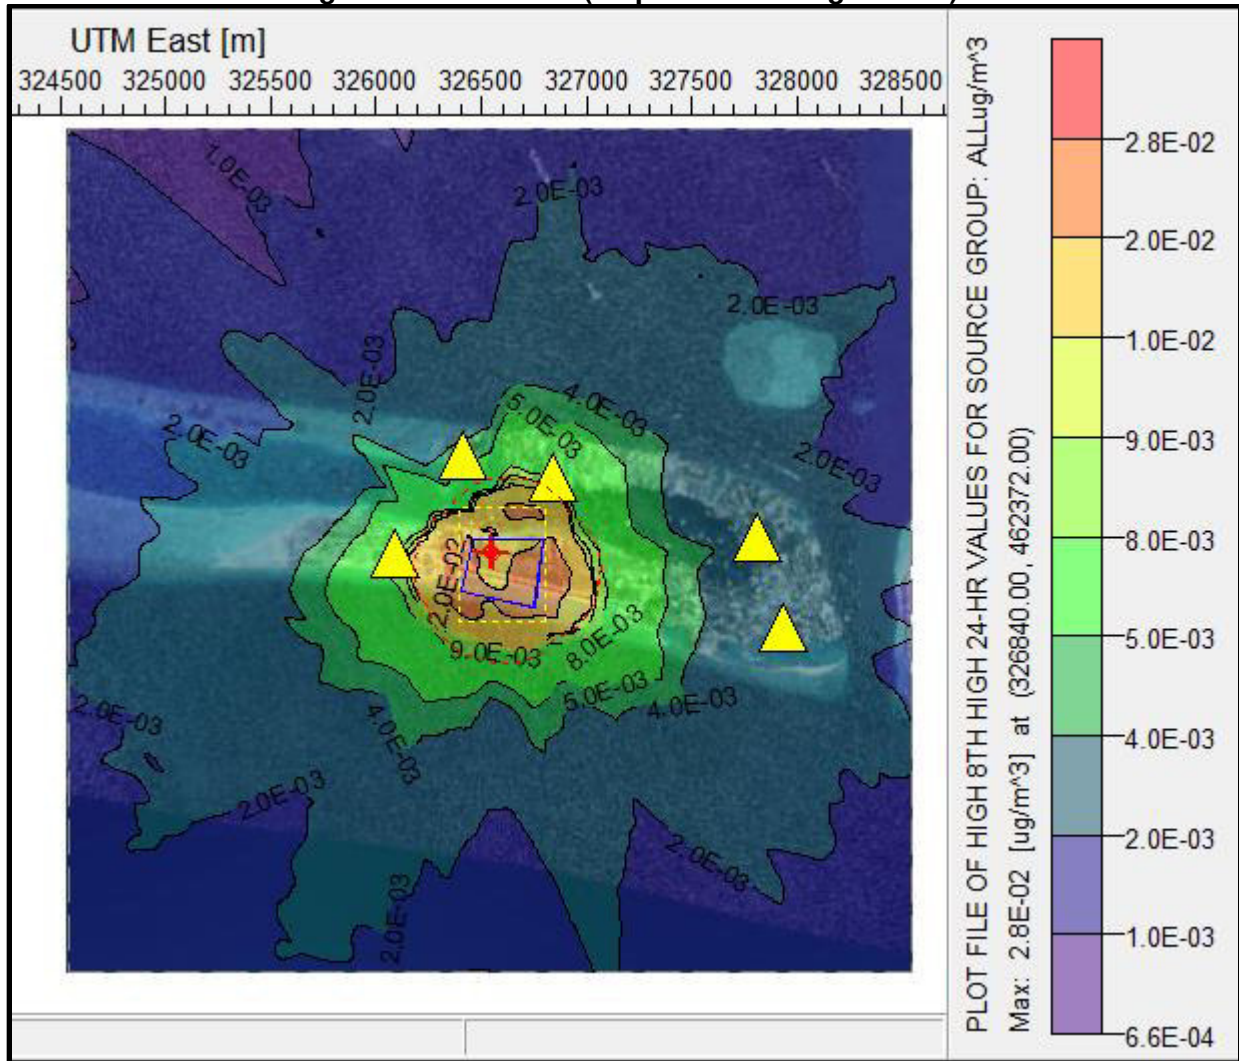 UTM East [m]
324500 325000 325500 326000 326500 327000 327500 328000 328500
1.0E-03
2.0E-03
2.0E-03
2.0E-03
4.0E-03
5.0E-03
2.0E-03
2.0E-03
2.0E-02
9.0E-03
8.0E-03
5.0E-03
4.0E-03
2.0E-03
4.0E-03
2.0E-03
2.0E-03
2.0E-03
PLOT FILE OF HIGH 8TH HIGH 24-HR VALUES FOR SOURCE GROUP: ALLug/m^3
Max: 2.8E-02 [ug/m^3] at (326840.00, 462372.00)
2.8E-02
2.0E-02
1.0E-02
9.0E-03
8.0E-03
5.0E-03
4.0E-03
2.0E-03
1.0E-03
6.6E-04